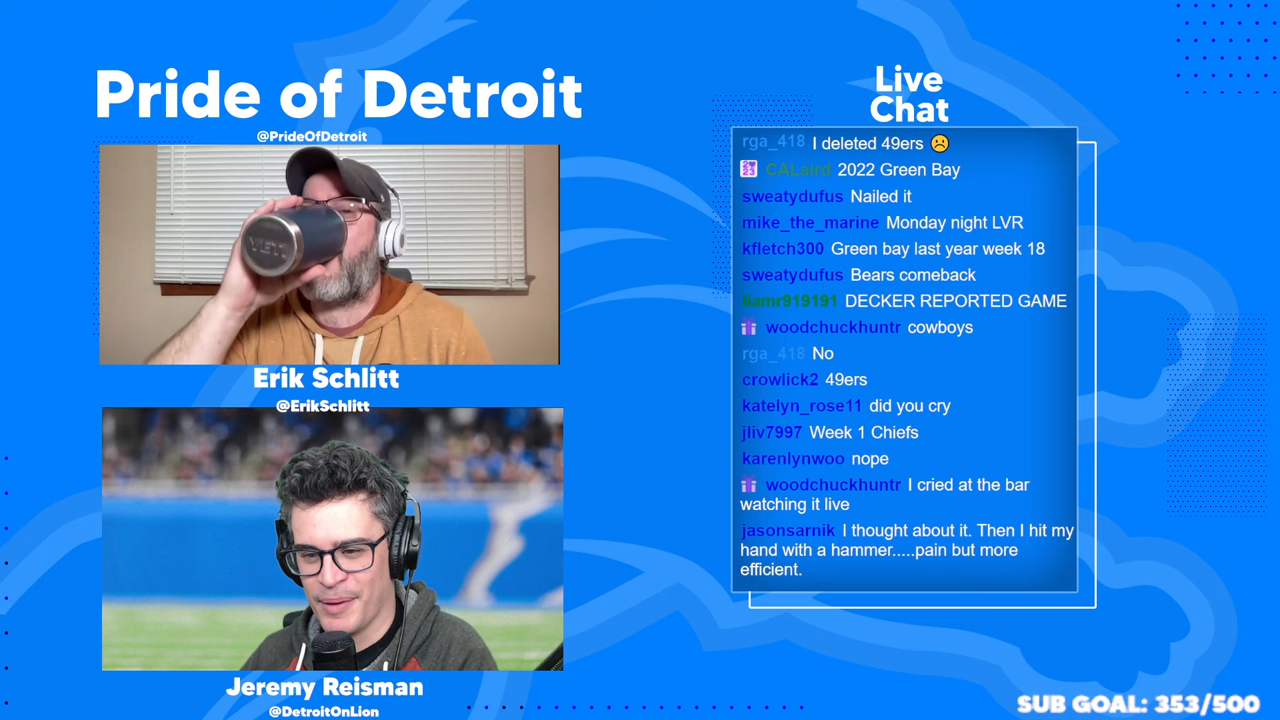 Pride of Detroit
@PrideOfDetroit
YETI
Erik Schlitt
@ErikSchlitt
Jeremy Reisman
@DetroitOnLion
Live
Chat
rga_418 I deleted 49ers
CALaird 2022 Green Bay
sweatydufus Nailed it
mike_the_marine Monday night LVR
kfletch300 Green bay last year week 18
sweatydufus Bears comeback
liamr919191 DECKER REPORTED GAME
woodchuckhuntr cowboys
rga_418 No
crowlick2 49ers
katelyn_rose11 did you cry
jliv7997 Week 1 Chiefs
karenlynwoo nope
woodchuckhuntr I cried at the bar
watching it live
jasonsarnik I thought about it. Then I hit my
hand with a hammer.....pain but more
efficient.
SUB GOAL: 353/500